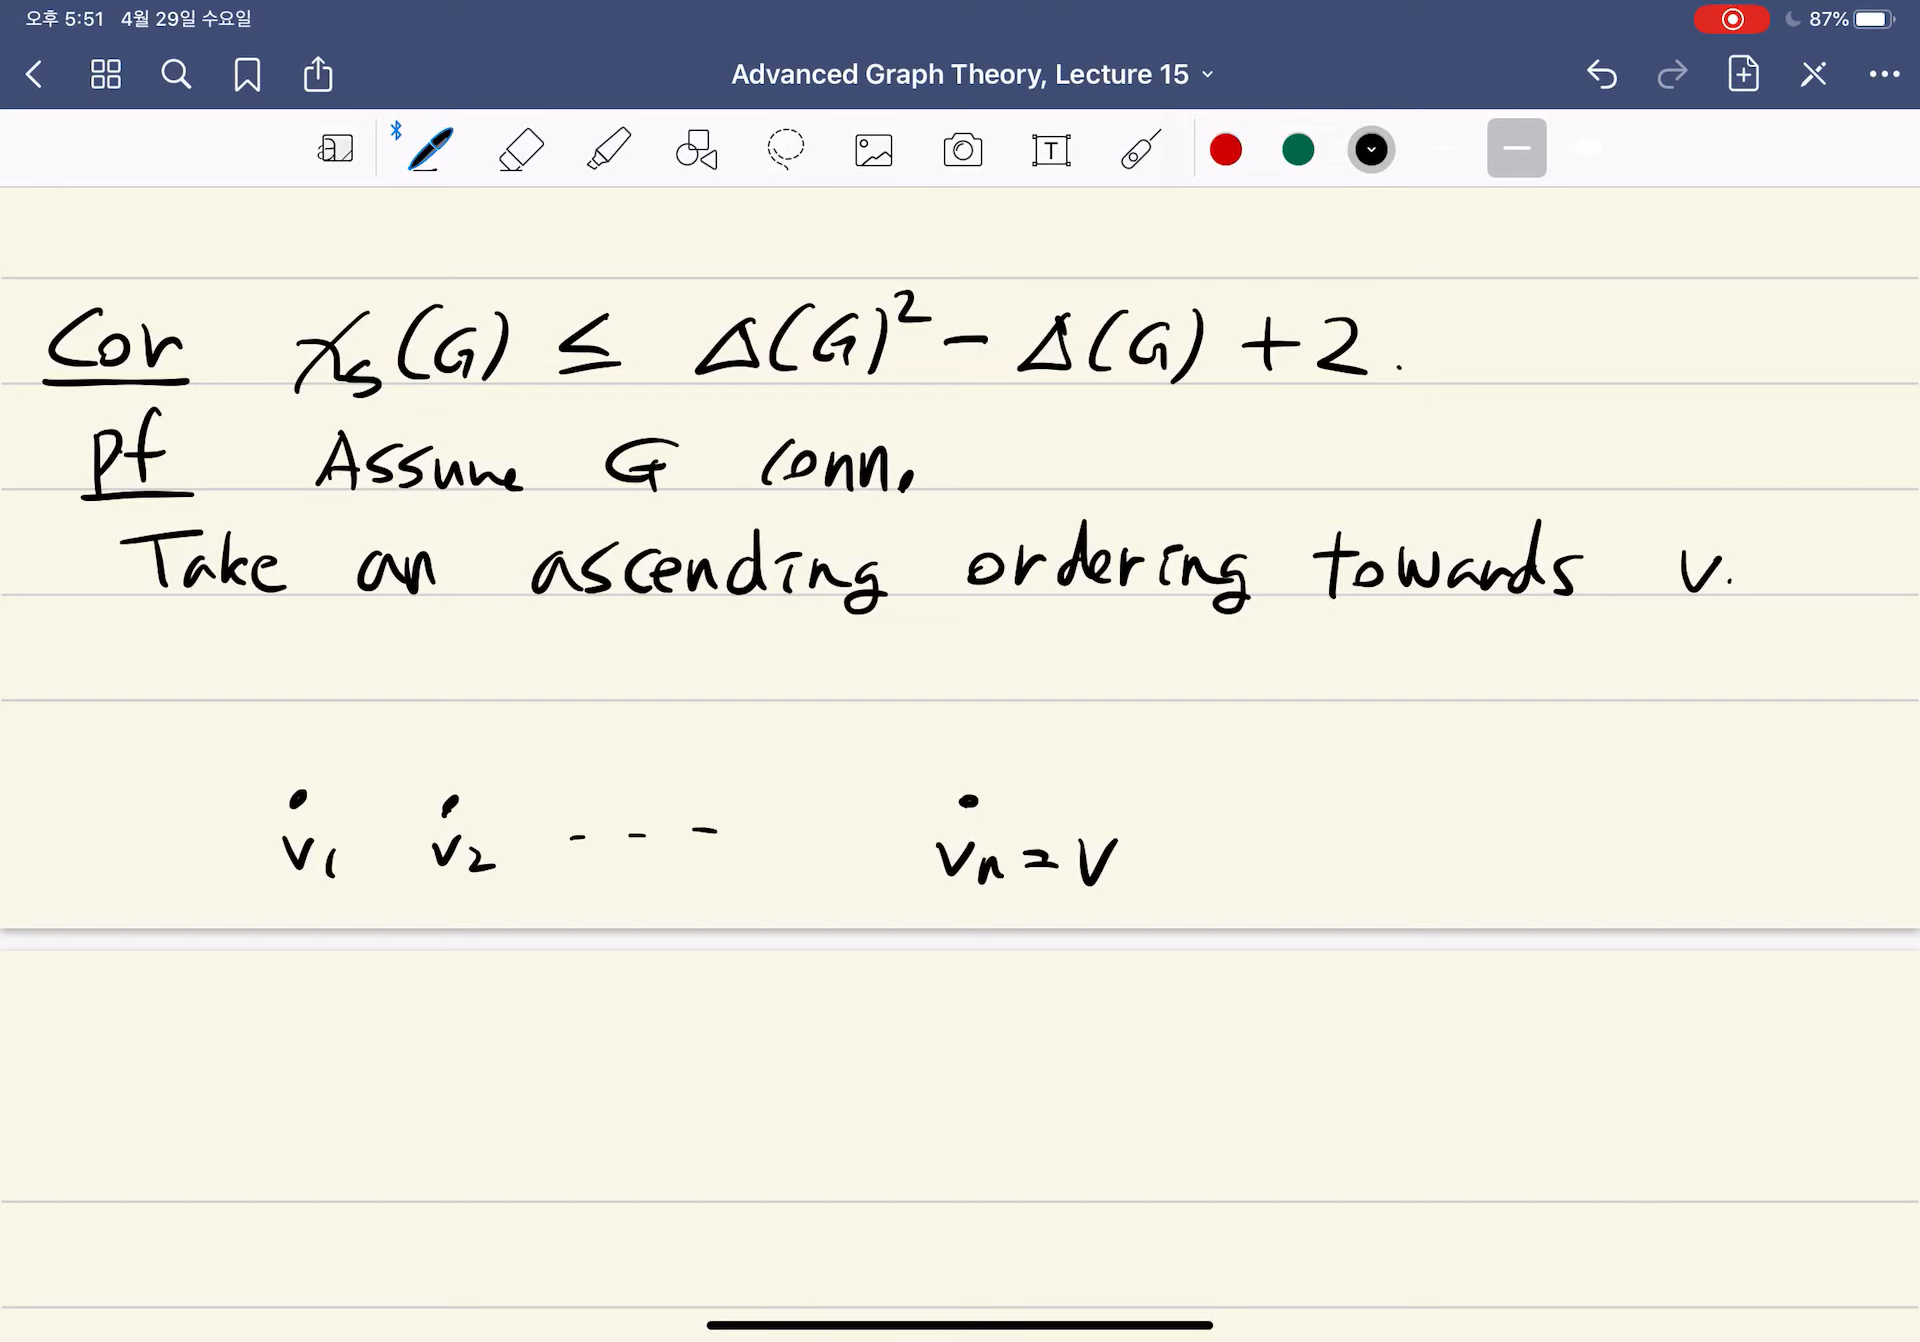 오후 5:51 4월 29일 수요일
87%
Advanced Graph Theory, Lecture 15
a
T
Cor χₛ(G) ≤ Δ(G)² - Δ(G) + 2.
pf Assume G conn.
Take an ascending ordering towards v.
v₁ v₂ - - - vₙ = v